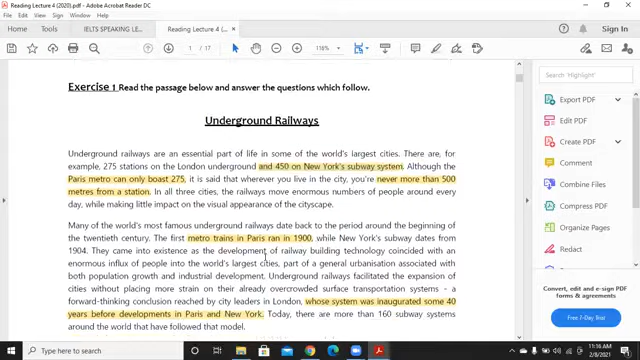 Reading Lecture 4 (2020).pdf - Adobe Acrobat Reader DC
File Edit View Sign Window Help
Home Tools IELTS SPEAKING LE... Reading Lecture 4 ... × Sign In
1 / 17 116%
Exercise 1 Read the passage below and answer the questions which follow.
Underground Railways
Underground railways are an essential part of life in some of the world's largest cities. There are, for
example, 275 stations on the London underground and 450 on New York's subway system. Although the
Paris metro can only boast 275, it is said that wherever you live in the city, you're never more than 500
metres from a station. In all three cities, the railways move enormous numbers of people around every
day, while making little impact on the visual appearance of the cityscape.
Many of the world's most famous underground railways date back to the period around the beginning of
the twentieth century. The first metro trains in Paris ran in 1900, while New York's subway dates from
1904. They came into existence as the development of railway building technology coincided with an
enormous influx of people into the world's largest cities, part of a general urbanisation associated with
both population growth and industrial development. Underground railways facilitated the expansion of
cities without placing more strain on their already overcrowded surface transportation systems - a
forward-thinking conclusion reached by city leaders in London, whose system was inaugurated some 40
years before developments in Paris and New York. Today, there are more than 160 subway systems
around the world that have followed that model.
Search 'Highlight'
Export PDF
Edit PDF
Create PDF
Comment
Combine Files
Compress PDF
Organize Pages
Redact
Convert, edit and e-sign PDF
forms & agreements
Free 7-Day Trial
Type here to search
11:16 AM
2/8/2021